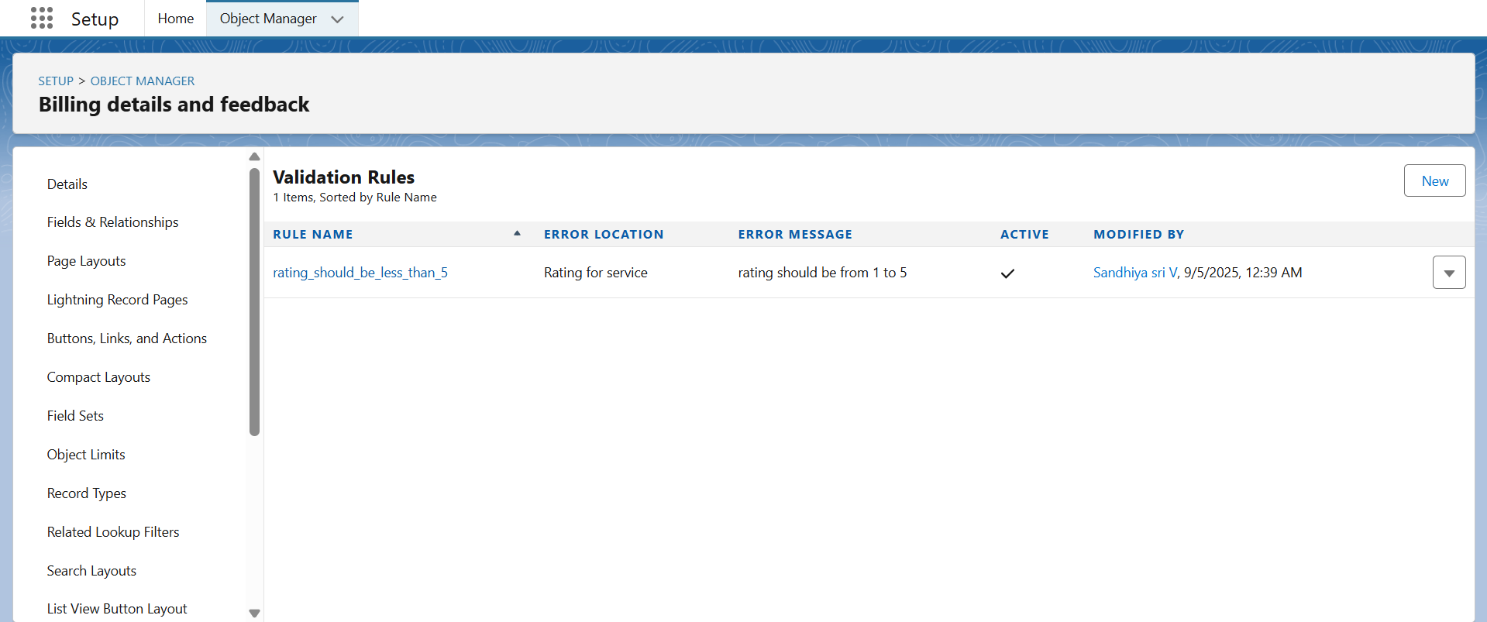 Setup Home Object Manager
SETUP > OBJECT MANAGER
Billing details and feedback
Details
Fields & Relationships
Page Layouts
Lightning Record Pages
Buttons, Links, and Actions
Compact Layouts
Field Sets
Object Limits
Record Types
Related Lookup Filters
Search Layouts
List View Button Layout
Validation Rules
1 Items, Sorted by Rule Name
New
RULE NAME ERROR LOCATION ERROR MESSAGE ACTIVE MODIFIED BY
rating_should_be_less_than_5 Rating for service rating should be from 1 to 5 Sandhiya sri V, 9/5/2025, 12:39 AM